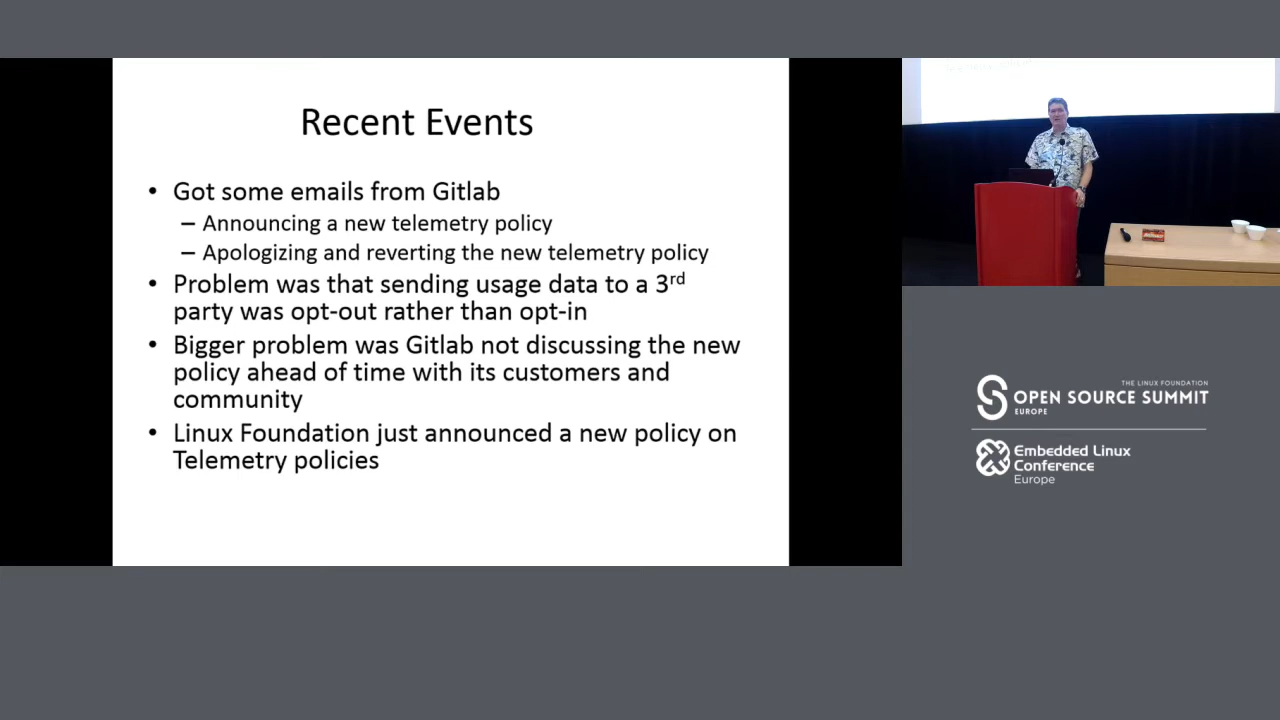 Recent Events
• Got some emails from Gitlab
– Announcing a new telemetry policy
– Apologizing and reverting the new telemetry policy
• Problem was that sending usage data to a 3rd
party was opt-out rather than opt-in
• Bigger problem was Gitlab not discussing the new
policy ahead of time with its customers and
community
• Linux Foundation just announced a new policy on
Telemetry policies
THE LINUX FOUNDATION
OPEN SOURCE SUMMIT
EUROPE
Embedded Linux
Conference
Europe